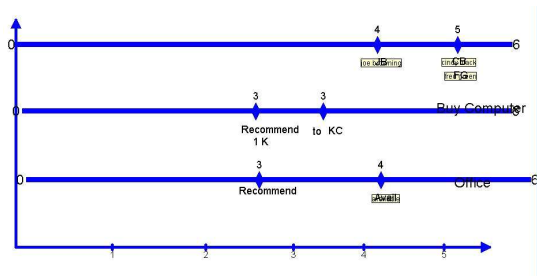 4 5
0 6
JB CB
FG
3 3
Buy Computer
0 6
Recommend to KC
1 K
3 4
Office
0 6
Recommend Avail
1 2 3 4 5